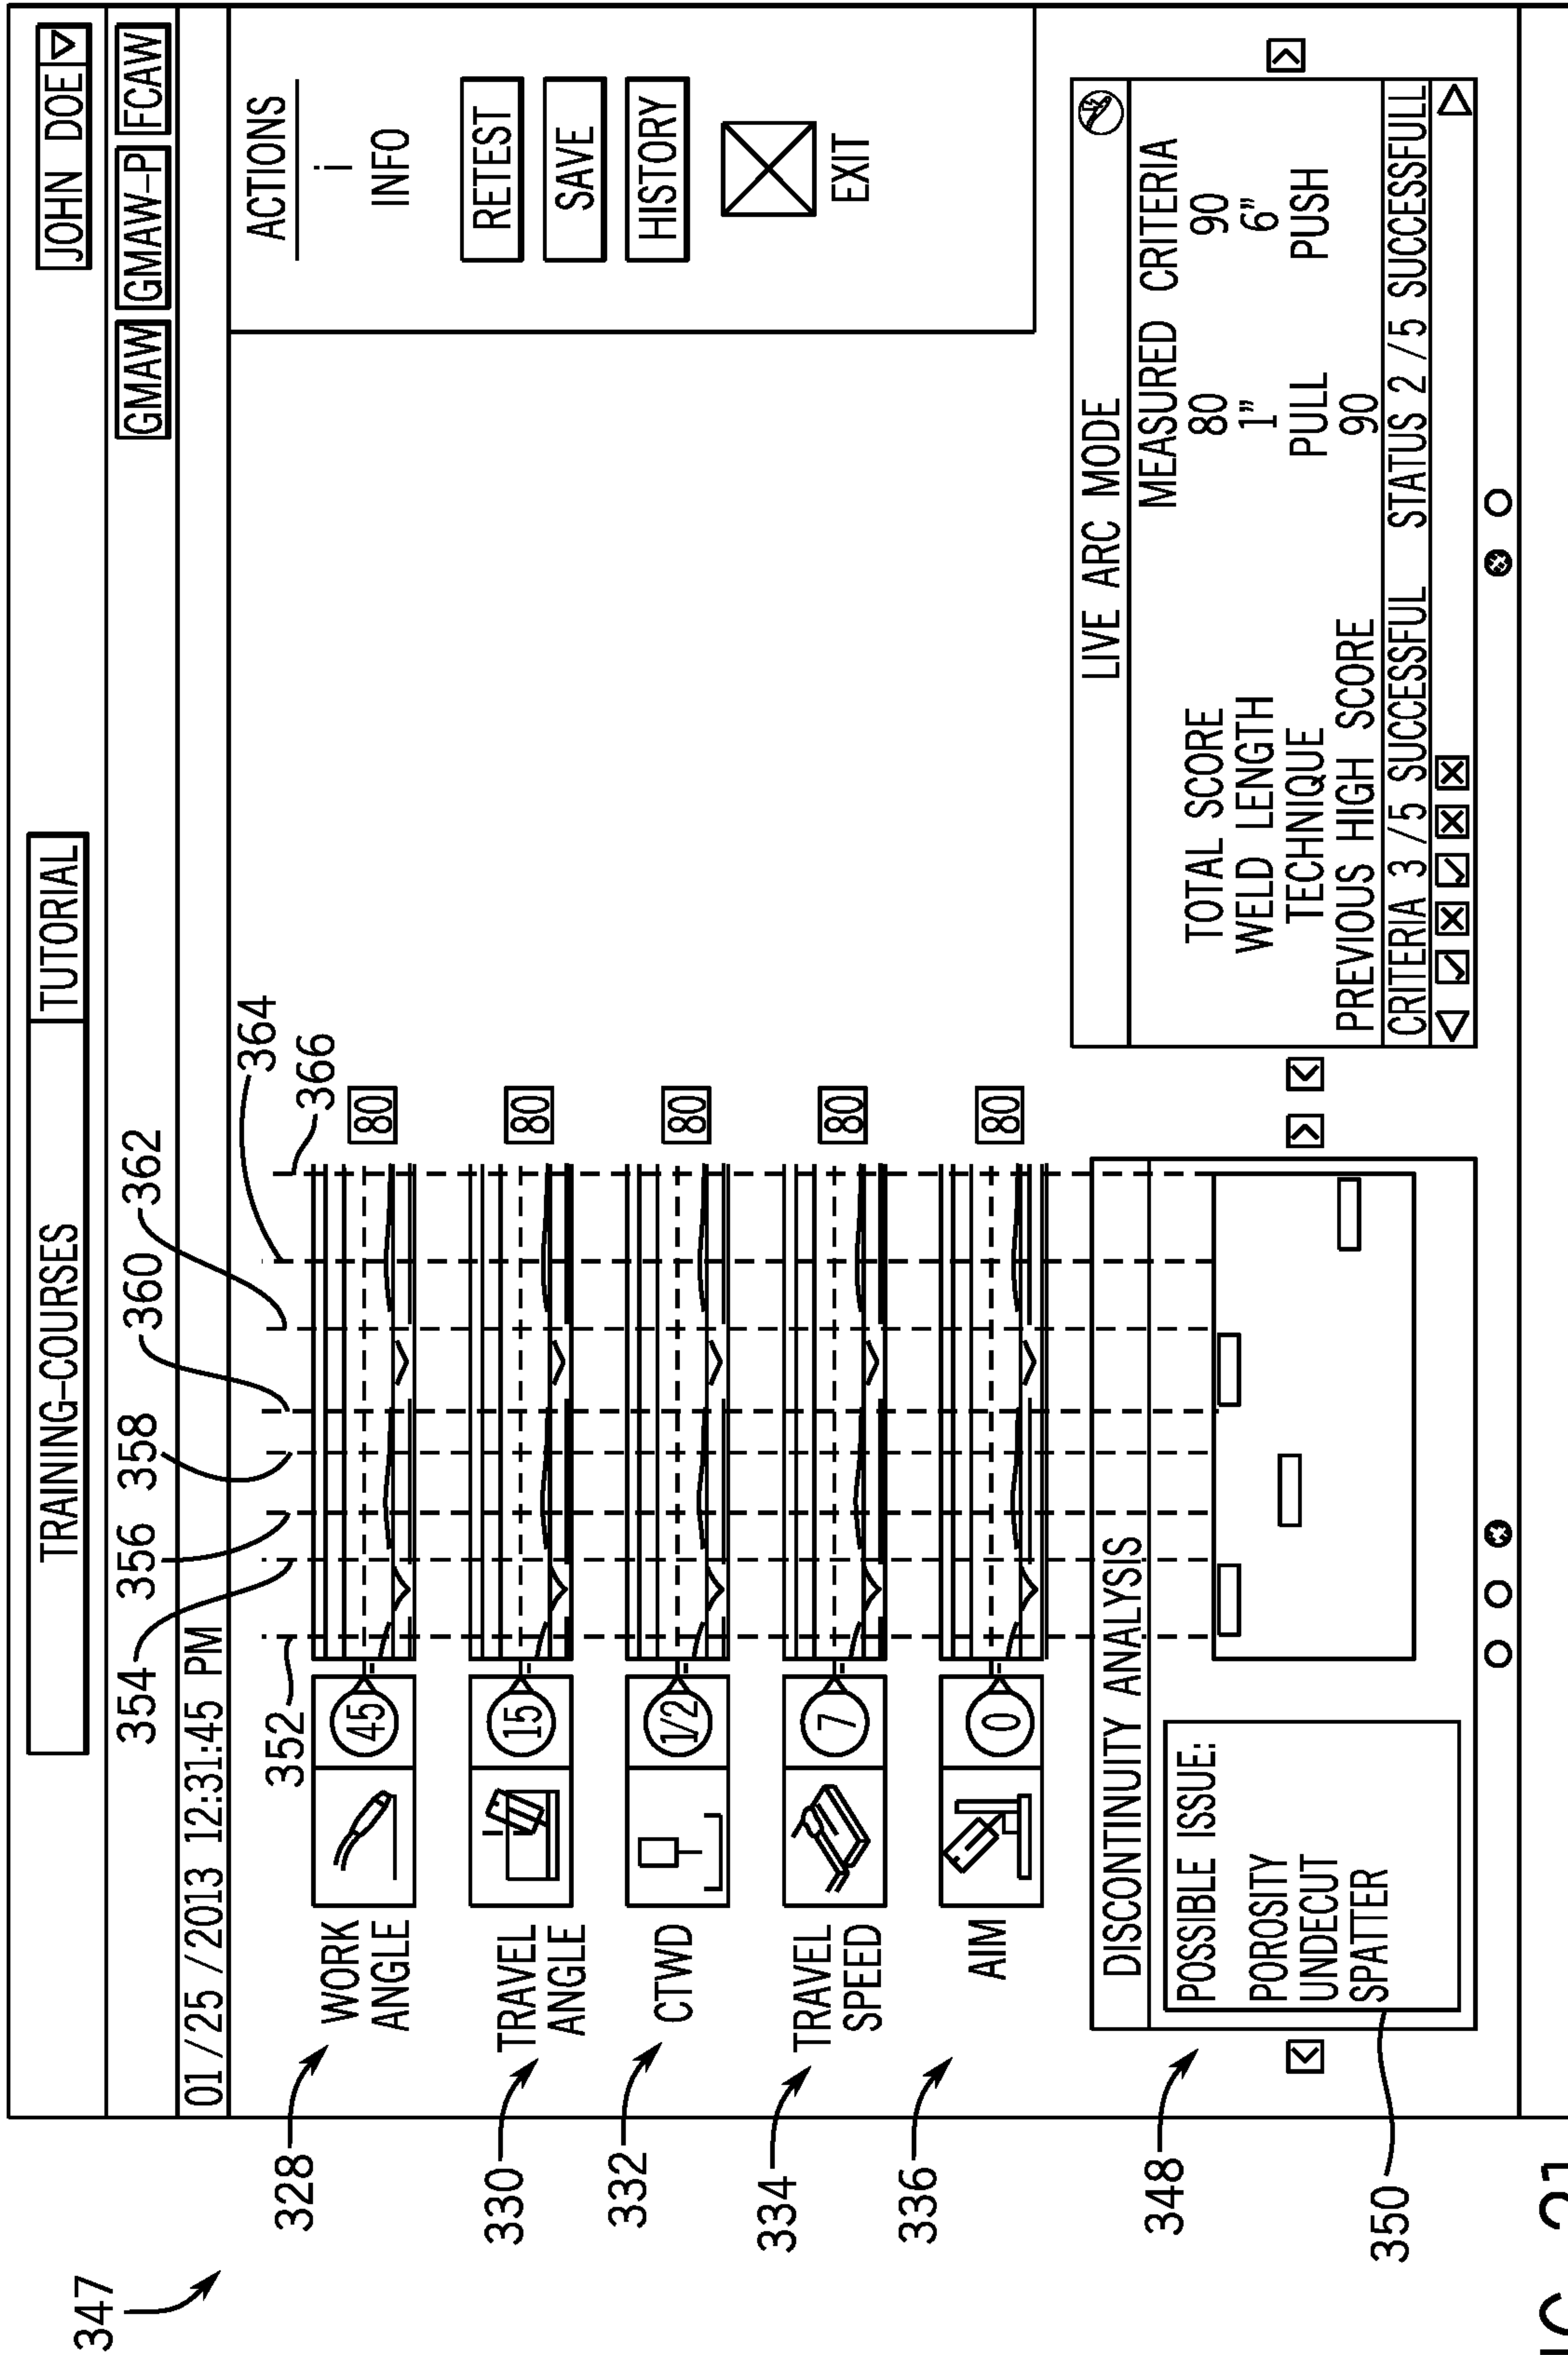 347
TRAINING-COURSES
TUTORIAL
JOHN DOE
GMAW
GMAW-P
FCAW
01/25/2013 12:31:45 PM
354
356
358
360
362
352
364
366
328
WORK
ANGLE
45
80
330
TRAVEL
ANGLE
15
80
332
CTWD
1/2
80
334
TRAVEL
SPEED
7
80
336
AIM
0
80
ACTIONS
i
INFO
RETEST
SAVE
HISTORY
EXIT
348
DISCONTINUITY ANALYSIS
POSSIBLE ISSUE:
POROSITY
UNDECUT
SPATTER
350
LIVE ARC MODE
MEASURED CRITERIA
TOTAL SCORE 80 90
WELD LENGTH 1" 6"
TECHNIQUE PULL PUSH
PREVIOUS HIGH SCORE 90
CRITERIA 3/5 SUCCESSFUL STATUS 2/5 SUCCESSFULL